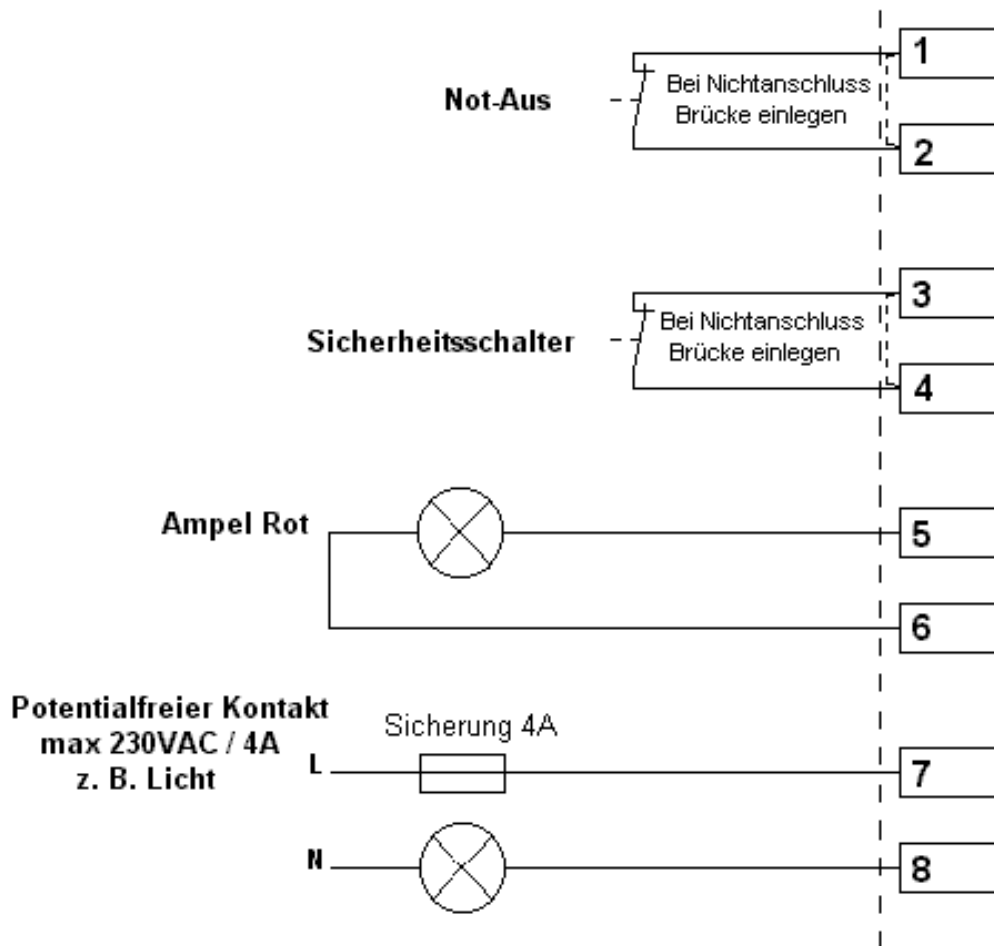 1
Not-Aus
Bei Nichtanschluss
Brücke einlegen
2
3
Sicherheitsschalter
Bei Nichtanschluss
Brücke einlegen
4
Ampel Rot
5
6
Potentialfreier Kontakt
max 230VAC / 4A
z. B. Licht
Sicherung 4A
L
7
N
8